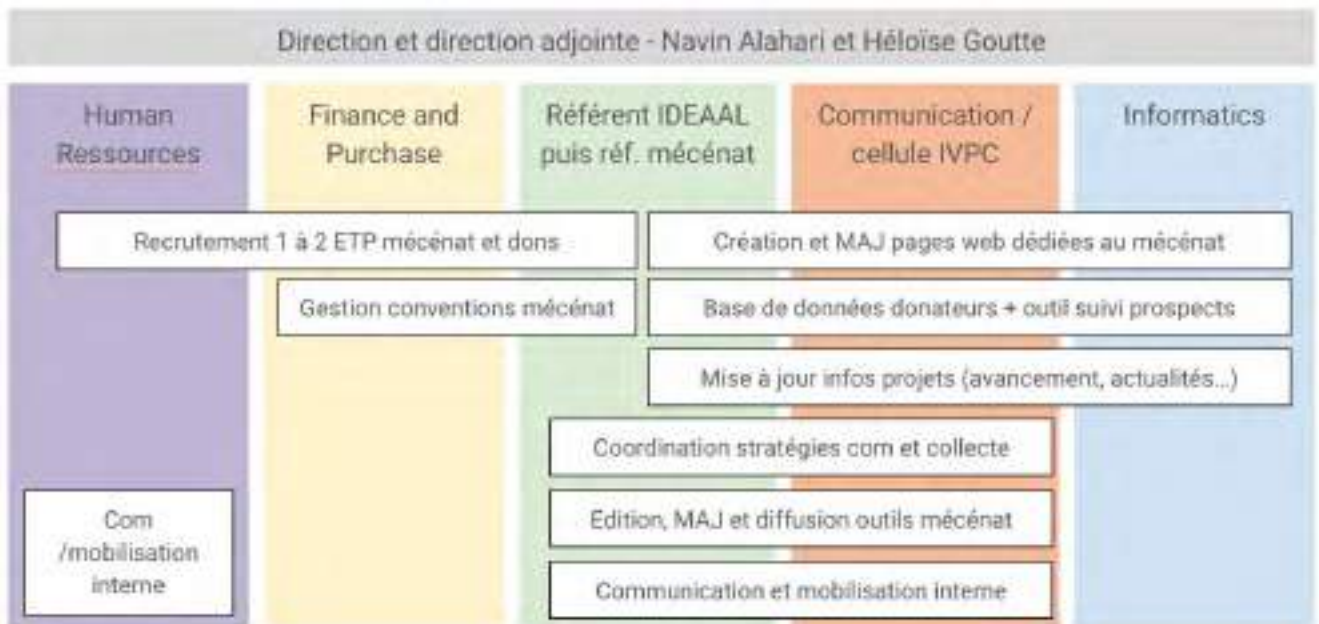 Direction et direction adjointe - Navin Alahari et Héloïse Goutte
Human
Ressources
Finance and
Purchase
Référent IDEAAL
puis réf. mécénat
Communication /
cellule IVPC
Informatics
Recrutement 1 à 2 ETP mécénat et dons
Création et MAJ pages web dédiées au mécénat
Gestion conventions mécénat
Base de données donateurs + outil suivi prospects
Mise à jour infos projets (avancement, actualités...)
Coordination stratégies com et collecte
Com
/mobilisation
interne
Edition, MAJ et diffusion outils mécénat
Communication et mobilisation interne